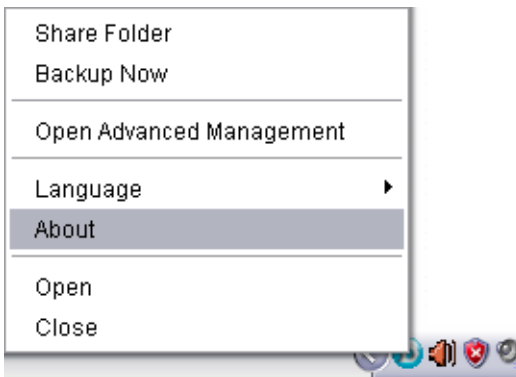 Share Folder
Backup Now
Open Advanced Management
Language
About
Open
Close